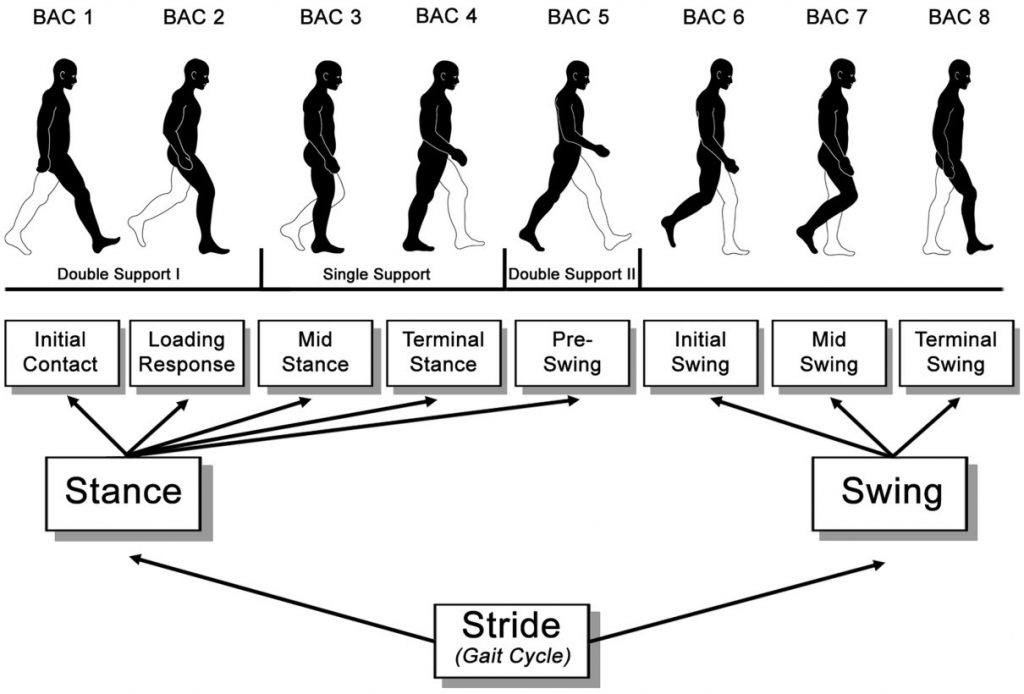 BAC 1 BAC 2 BAC 3 BAC 4 BAC 5 BAC 6 BAC 7 BAC 8
Double Support I Single Support Double Support II
Initial
Contact
Loading
Response
Mid
Stance
Terminal
Stance
Pre-
Swing
Initial
Swing
Mid
Swing
Terminal
Swing
Stance
Swing
Stride
(Gait Cycle)